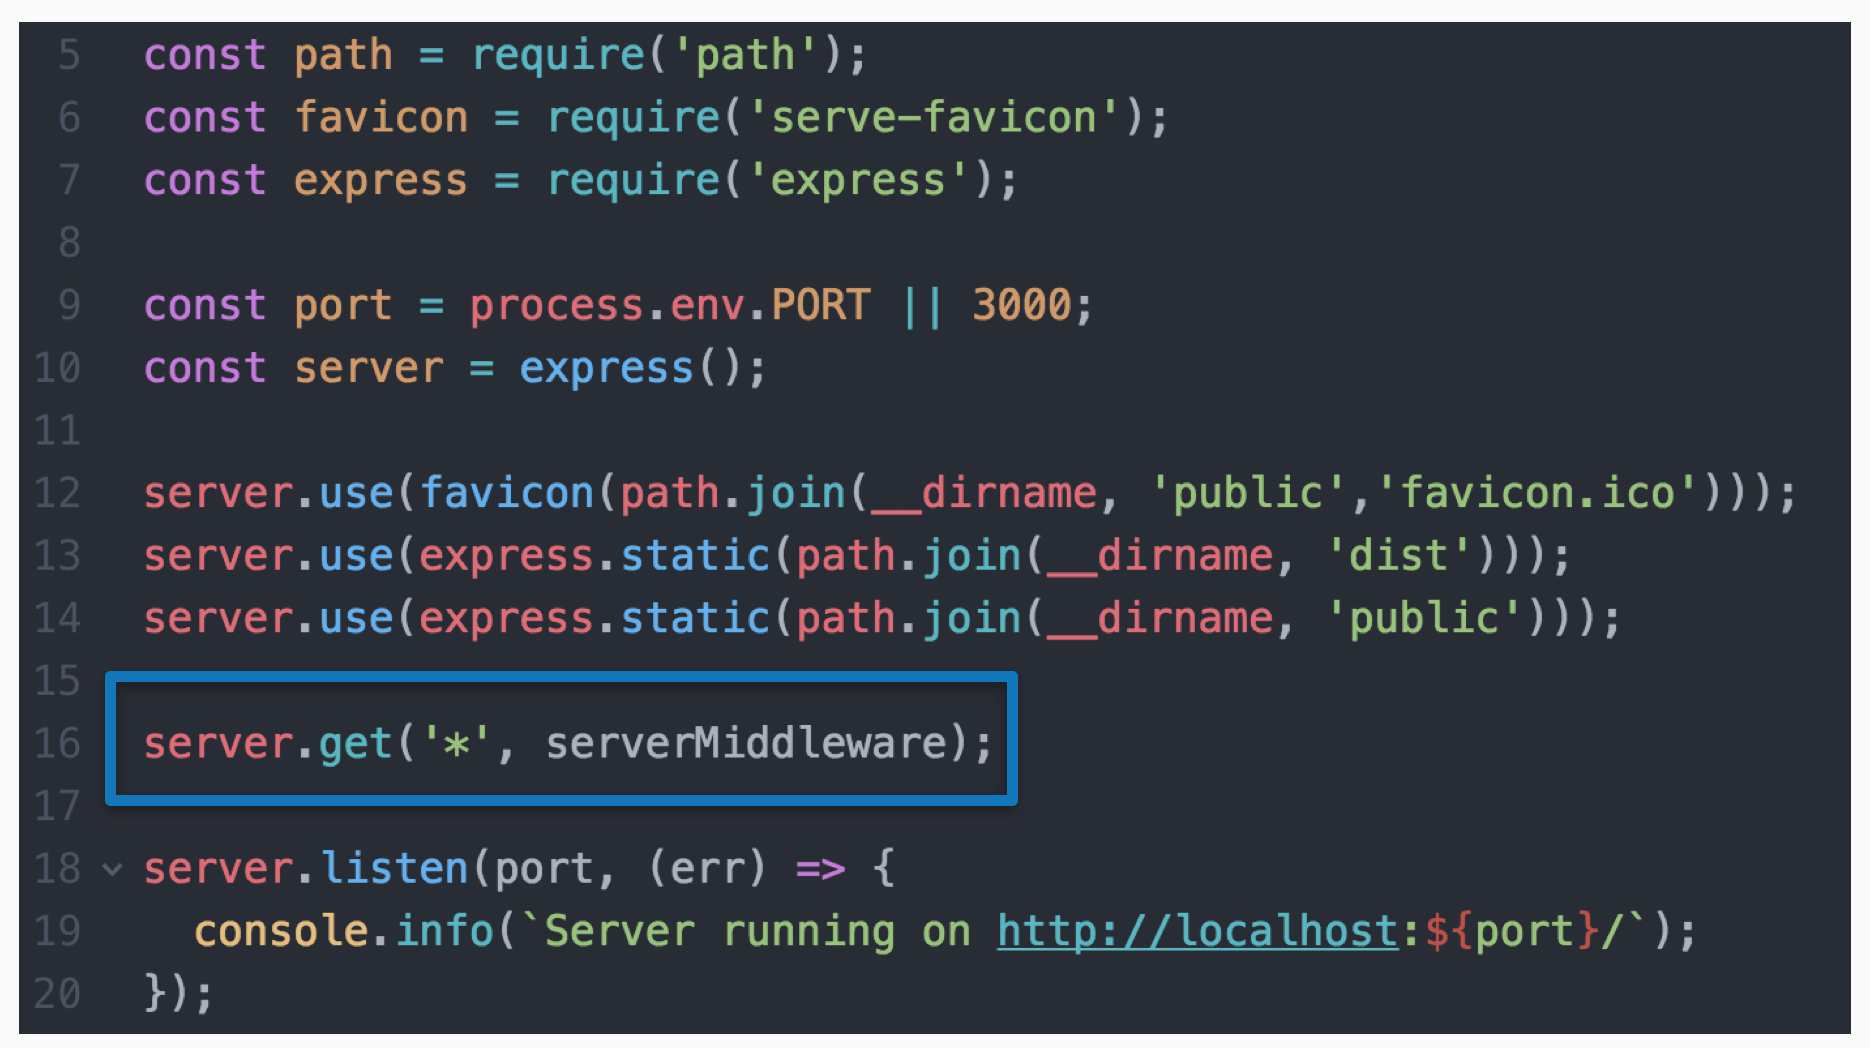 5 const path = require('path');
6 const favicon = require('serve-favicon');
7 const express = require('express');
8
9 const port = process.env.PORT || 3000;
10 const server = express();
11
12 server.use(favicon(path.join(__dirname, 'public','favicon.ico')));
13 server.use(express.static(path.join(__dirname, 'dist')));
14 server.use(express.static(path.join(__dirname, 'public')));
15
16 server.get('*', serverMiddleware);
17
18 server.listen(port, (err) => {
19   console.info(`Server running on http://localhost:${port}/`);
20 });